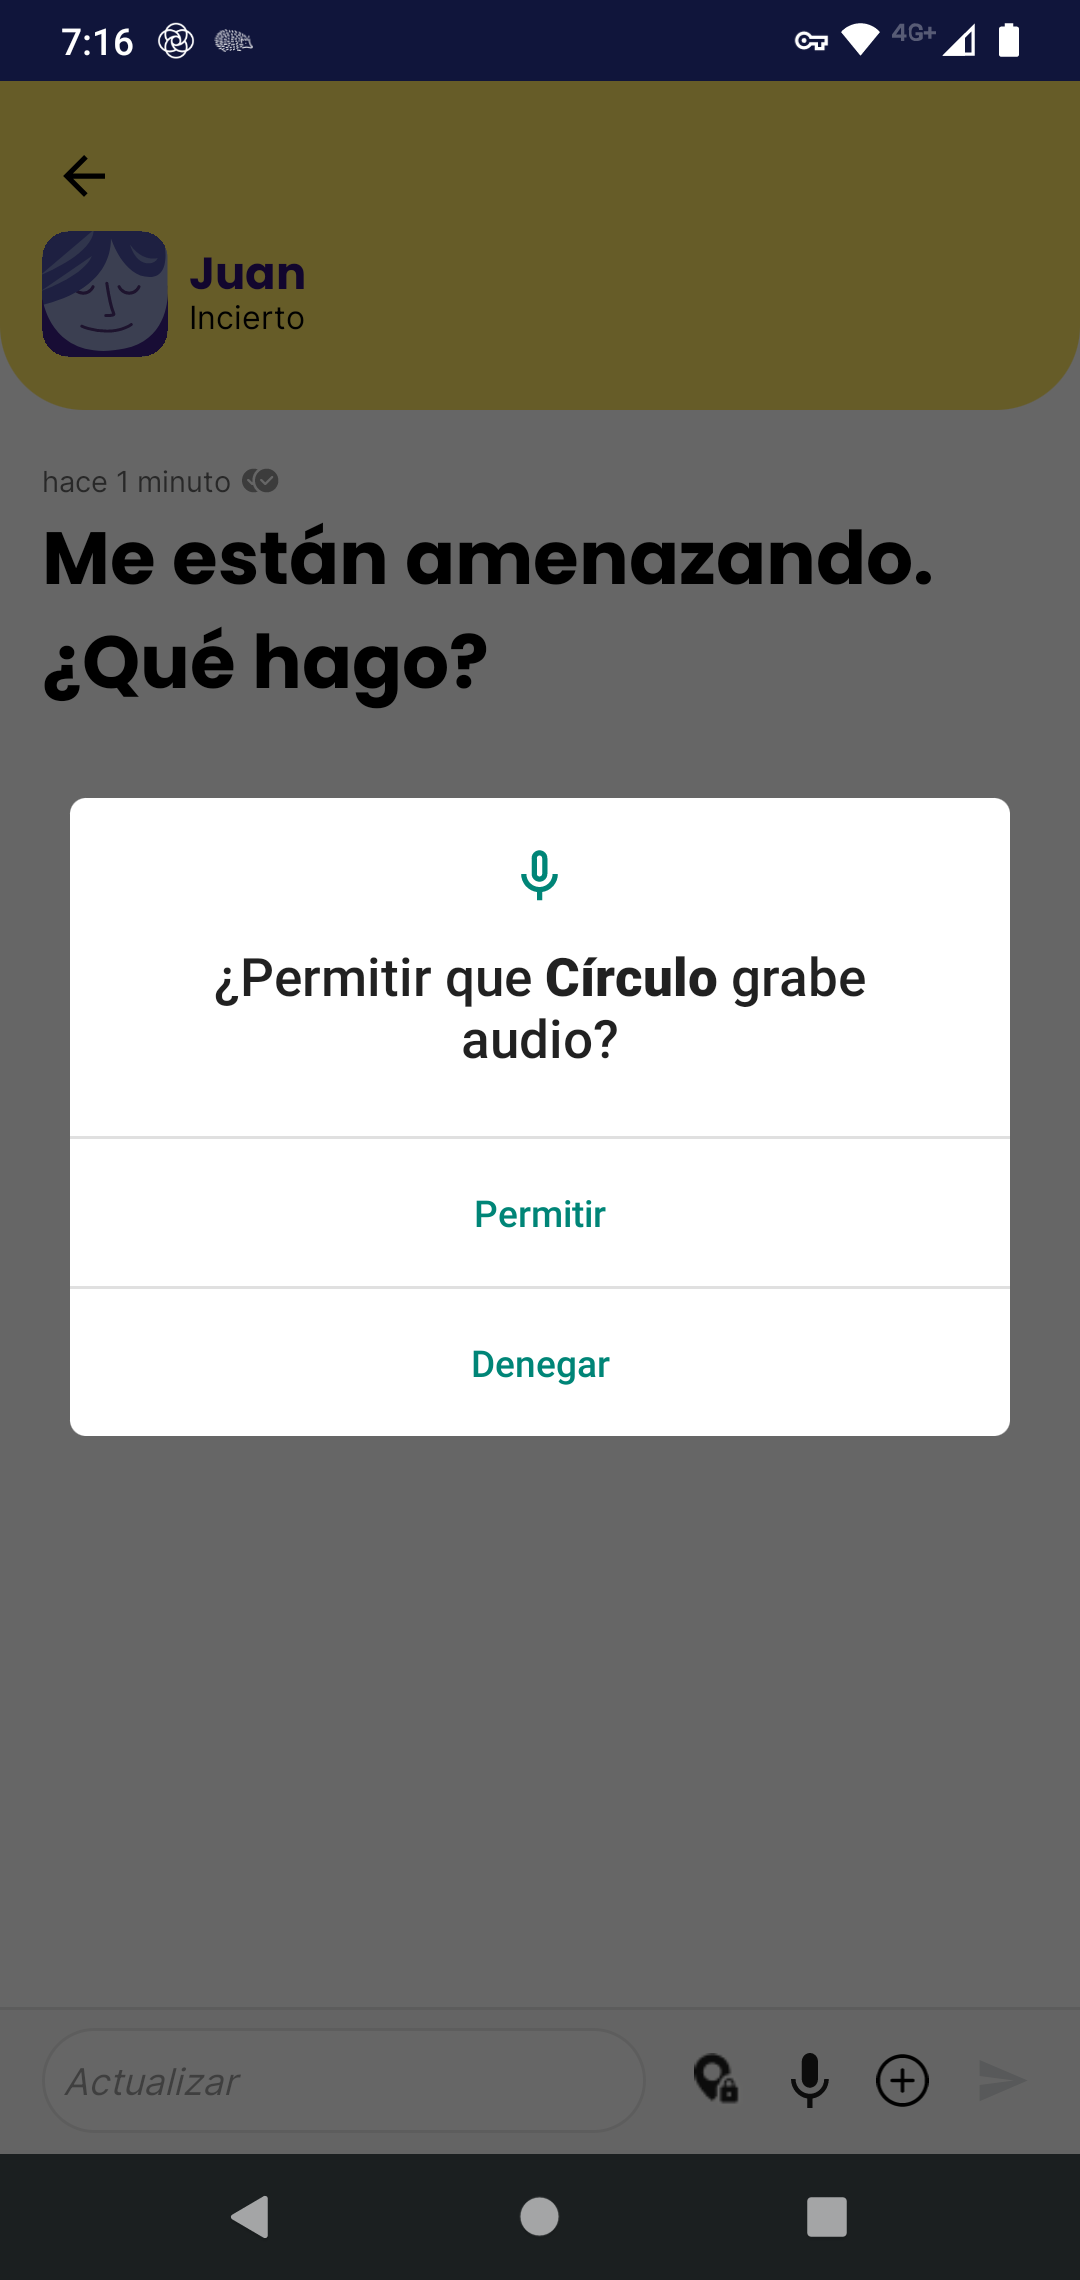 7:16
4G+
Juan
Incierto
hace 1 minuto
Me están amenazando.
¿Qué hago?
¿Permitir que Círculo grabe
audio?
Permitir
Denegar
Actualizar